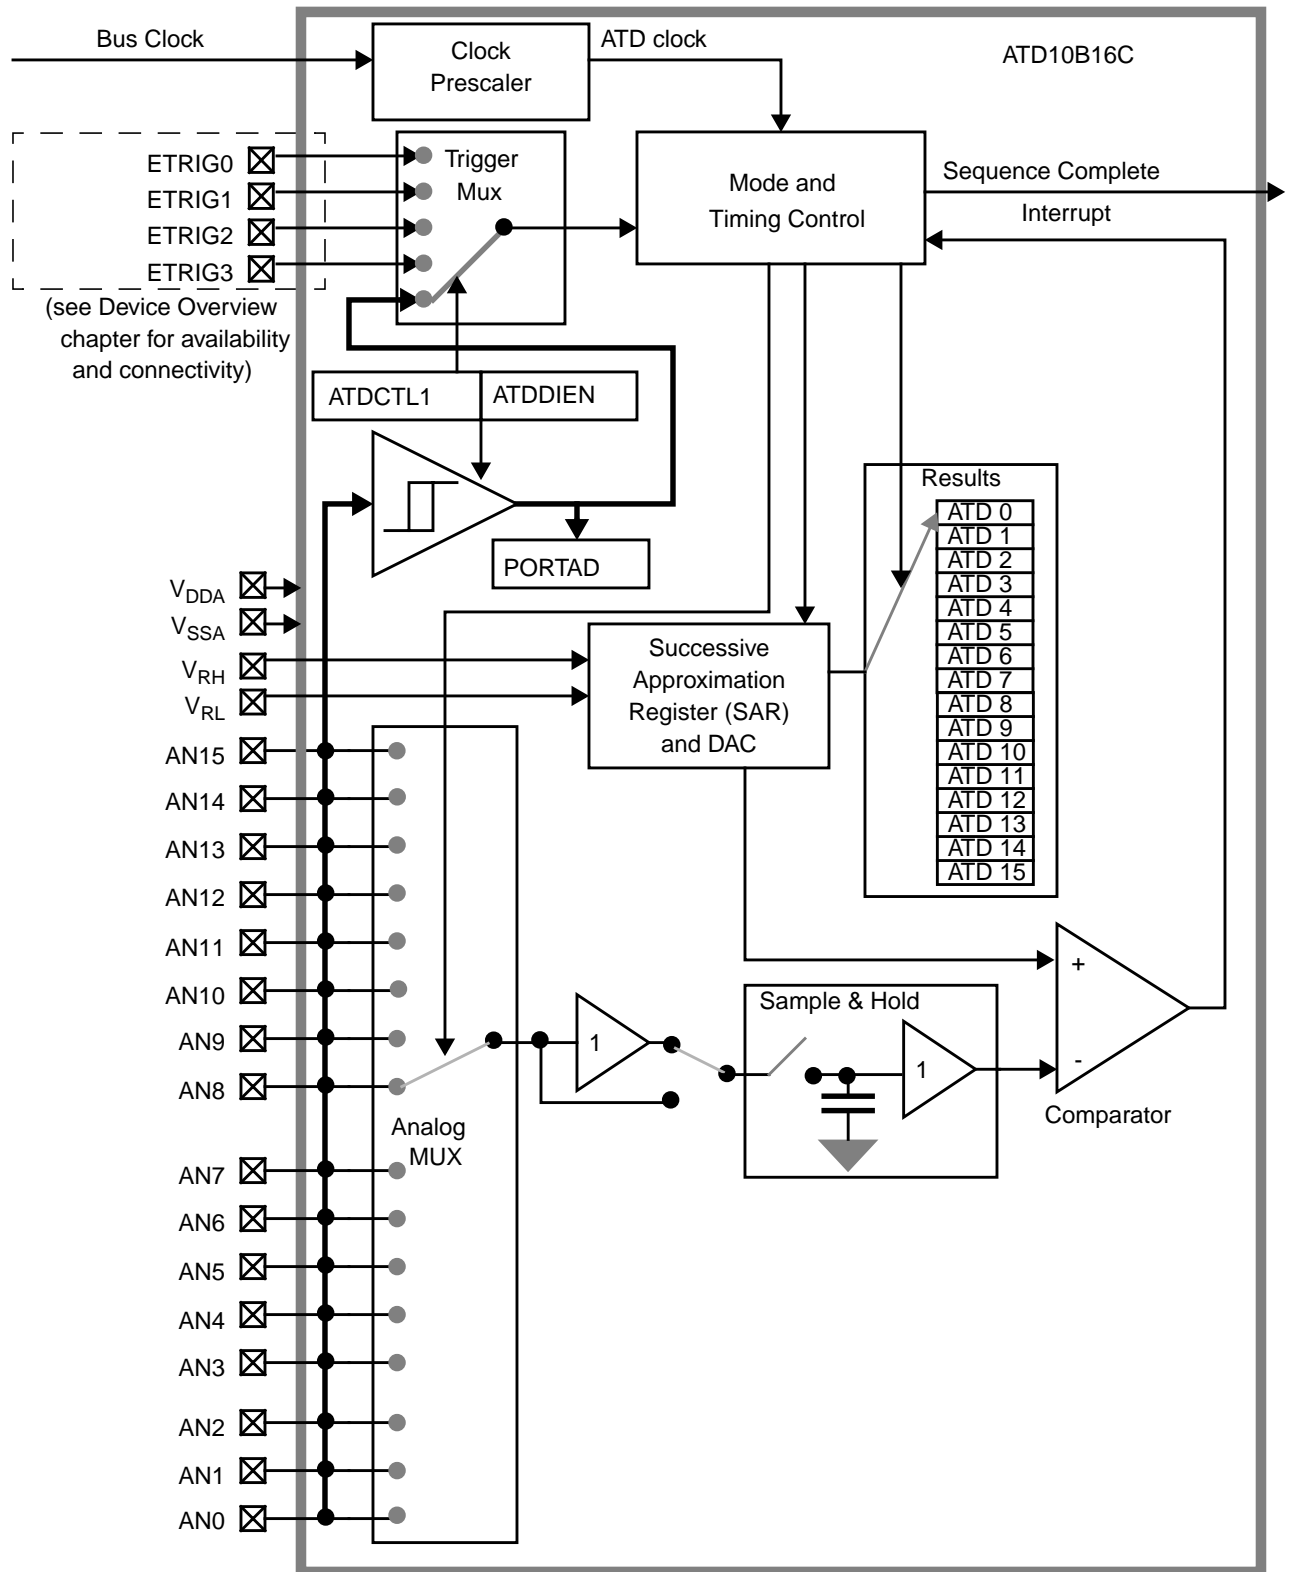 Bus Clock
Clock
Prescaler
ATD clock
ATD10B16C
ETRIG0
ETRIG1
ETRIG2
ETRIG3
(see Device Overview
chapter for availability
and connectivity)
Trigger
Mux
Mode and
Timing Control
Sequence Complete
Interrupt
ATDCTL1
ATDDIEN
PORTAD
Results
ATD 0
ATD 1
ATD 2
ATD 3
ATD 4
ATD 5
ATD 6
ATD 7
ATD 8
ATD 9
ATD 10
ATD 11
ATD 12
ATD 13
ATD 14
ATD 15
VDDA
VSSA
VRH
VRL
Successive
Approximation
Register (SAR)
and DAC
AN15
AN14
AN13
AN12
AN11
AN10
AN9
AN8
AN7
AN6
AN5
AN4
AN3
AN2
AN1
AN0
Analog
MUX
1
Sample & Hold
1
+
-
Comparator